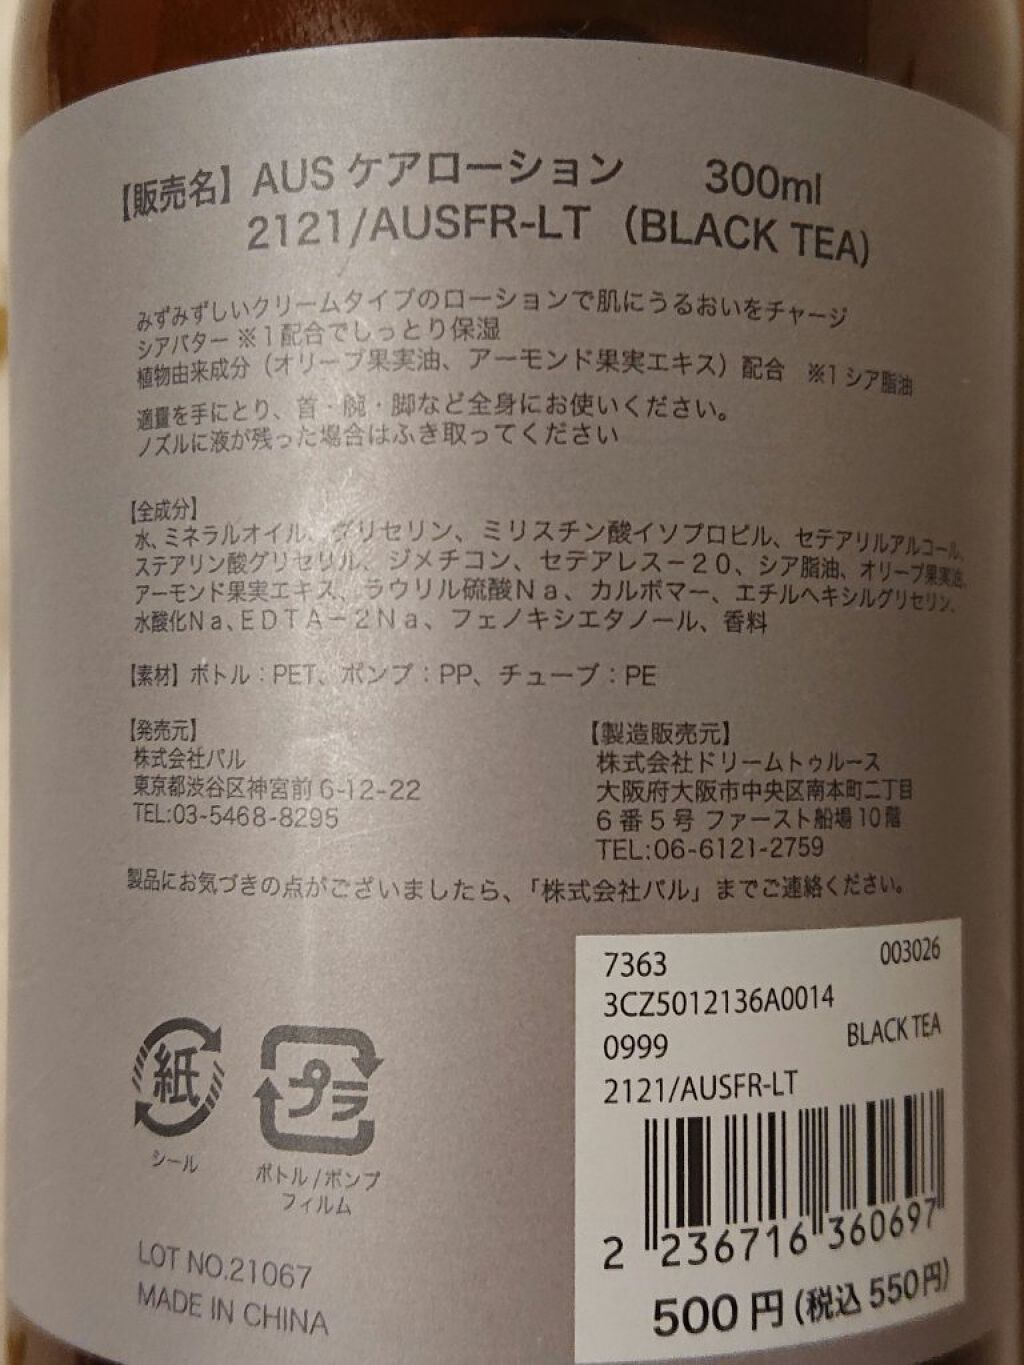 【販売名】AUS ケアローション 300ml
2121/AUSFR-LT (BLACK TEA)
みずみずしいクリームタイプのローションで肌にうるおいをチャージ
シアバター ※1配合でしっとり保湿
植物由来成分（オリーブ果実油、アーモンド果実エキス）配合 ※1 シア脂油
適量を手にとり、首・腕・脚など全身にお使いください。
ノズルに液が残った場合はふき取ってください
【全成分】
水、ミネラルオイル、グリセリン、ミリスチン酸イソプロピル、セテアリルアルコール、
ステアリン酸グリセリル、ジメチコン、セテアレス－２０、シア脂油、オリーブ果実油、
アーモンド果実エキス、ラウリル硫酸Ｎａ、カルボマー、エチルヘキシルグリセリン、
水酸化Ｎａ、ＥＤＴＡ－２Ｎａ、フェノキシエタノール、香料
【素材】ボトル：PET、ポンプ：PP、チューブ：PE
【発売元】
株式会社パル
東京都渋谷区神宮前 6-12-22
TEL:03-5468-8295
【製造販売元】
株式会社ドリームトゥルース
大阪府大阪市中央区南本町二丁目
6 番 5 号 ファースト船場 10 階
TEL:06-6121-2759
製品にお気づきの点がございましたら、「株式会社パル」までご連絡ください。
紙
シール
プラ
ボトル/ポンプ
フィルム
LOT NO.21067
MADE IN CHINA
7363 003026
3CZ5012136A0014
0999 BLACK TEA
2121/AUSFR-LT
2 236716 360697
500 円 (税込 550円)